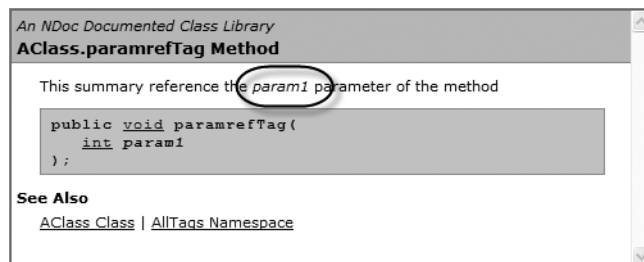 An NDoc Documented Class Library
AClass.paramrefTag Method
This summary reference the param1 parameter of the method
public void paramrefTag(
int param1
);
See Also
AClass Class | AllTags Namespace